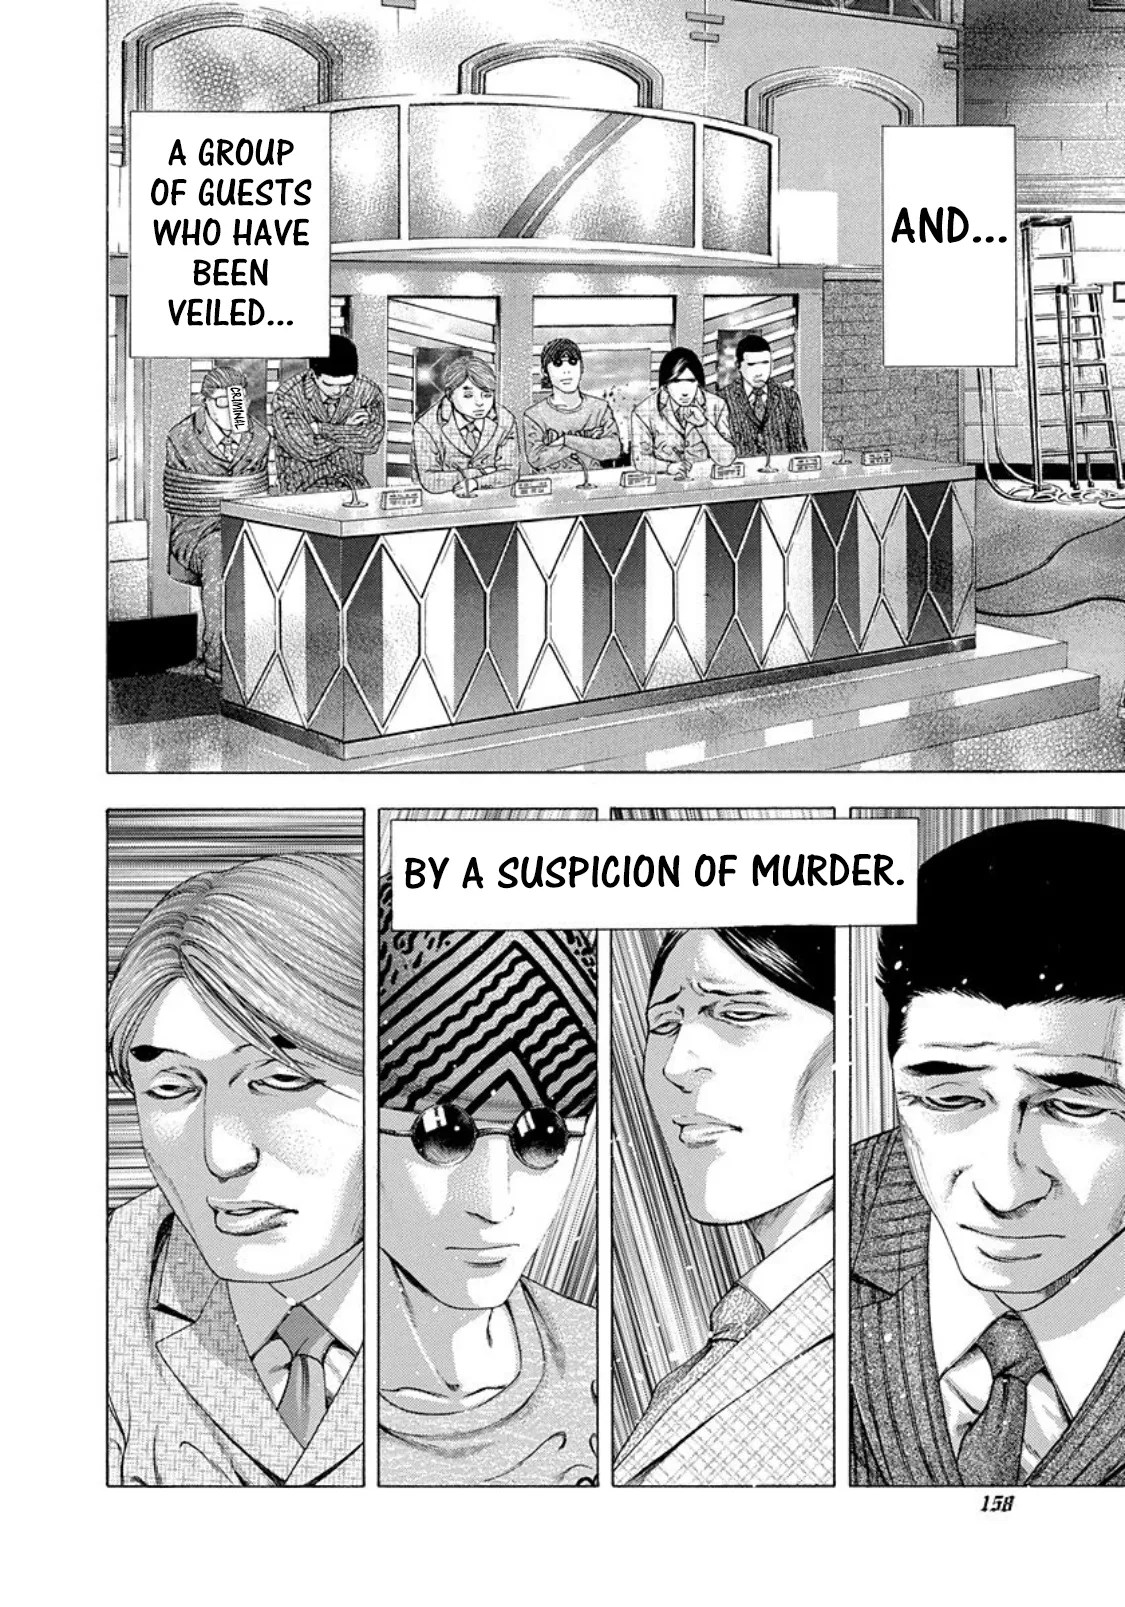 AND...
A GROUP
OF GUESTS
WHO HAVE
BEEN
VEILED...
CRIMINAL
BY A SUSPICION OF MURDER.
158